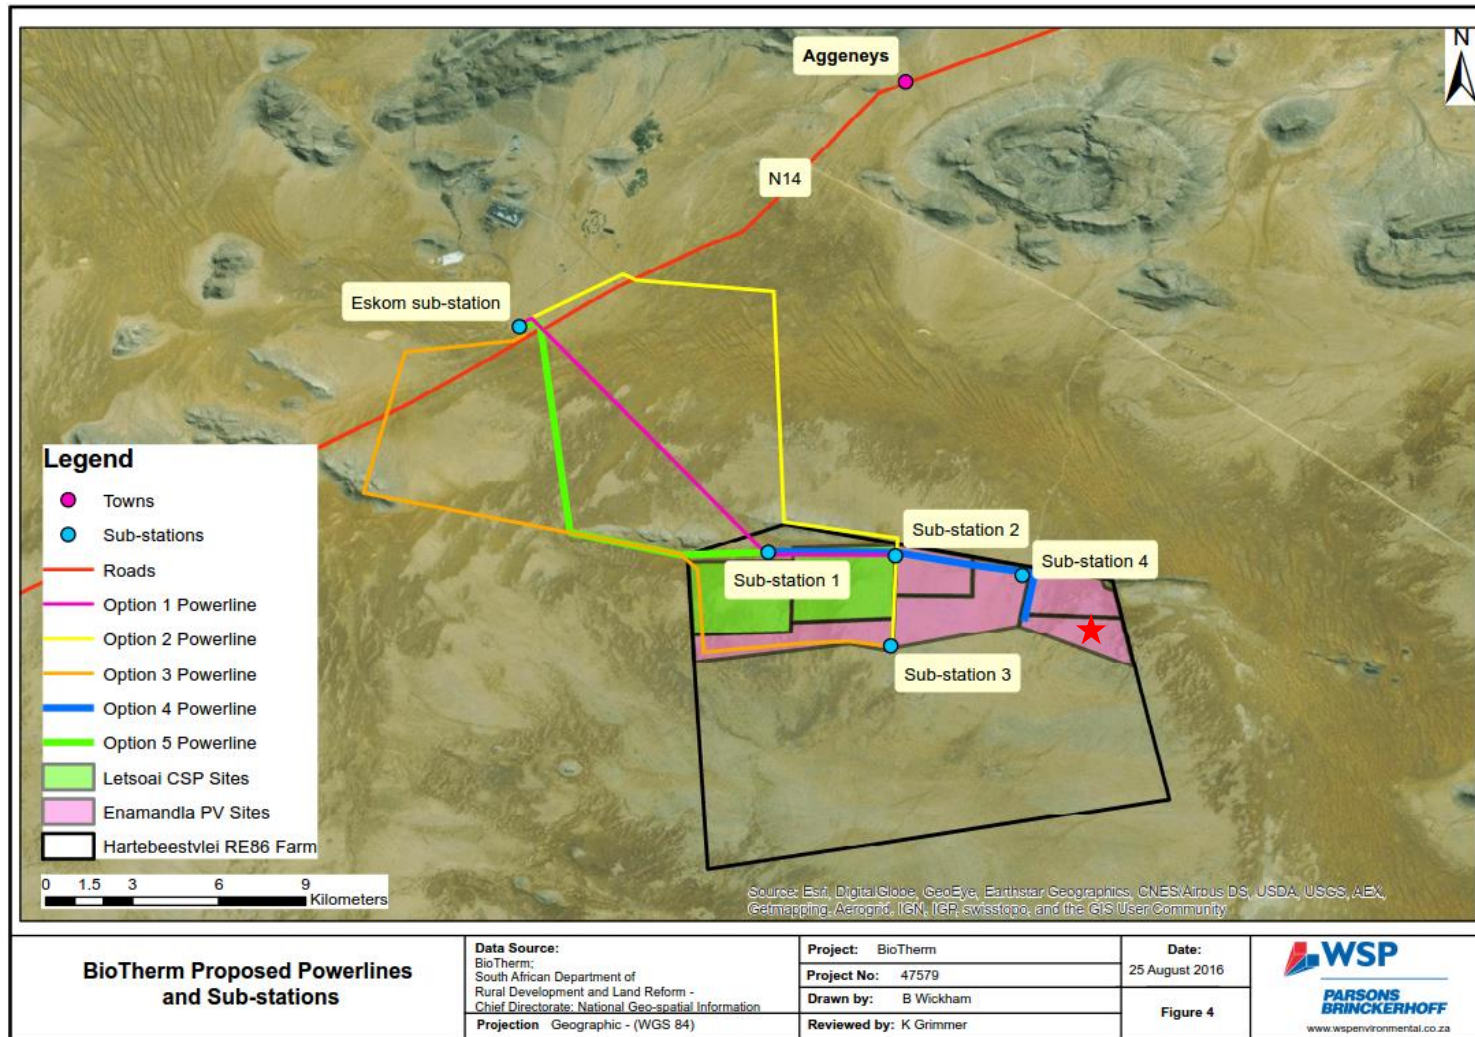 Aggeneys
N
N14
Eskom sub-station
Sub-station 2
Sub-station 1
Sub-station 4
Sub-station 3
Legend
Towns
Sub-stations
Roads
Option 1 Powerline
Option 2 Powerline
Option 3 Powerline
Option 4 Powerline
Option 5 Powerline
Letsoai CSP Sites
Enamandla PV Sites
Hartebeestvlei RE86 Farm
0 1.5 3 6 9
Kilometers
Source: Esri, DigitalGlobe, GeoEye, Earthstar Geographics, CNES/Airbus DS, USDA, USGS, AEX,
Getmapping, Aerogrid, IGN, IGP, swisstopo, and the GIS User Community
BioTherm Proposed Powerlines
and Sub-stations
Data Source:
BioTherm;
South African Department of
Rural Development and Land Reform -
Chief Directorate: National Geo-spatial Information
Projection Geographic - (WGS 84)
Project: BioTherm
Project No: 47579
Drawn by: B Wickham
Reviewed by: K Grimmer
Date:
25 August 2016
Figure 4
WSP
PARSONS
BRINCKERHOFF
www.wspenvironmental.co.za